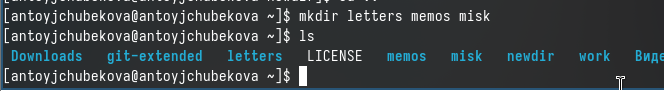 [antoyjchubekova@antoyjchubekova ~]$ mkdir letters memos misk
[antoyjchubekova@antoyjchubekova ~]$ ls
Downloads git-extended letters LICENSE memos misk newdir work Виде
[antoyjchubekova@antoyjchubekova ~]$